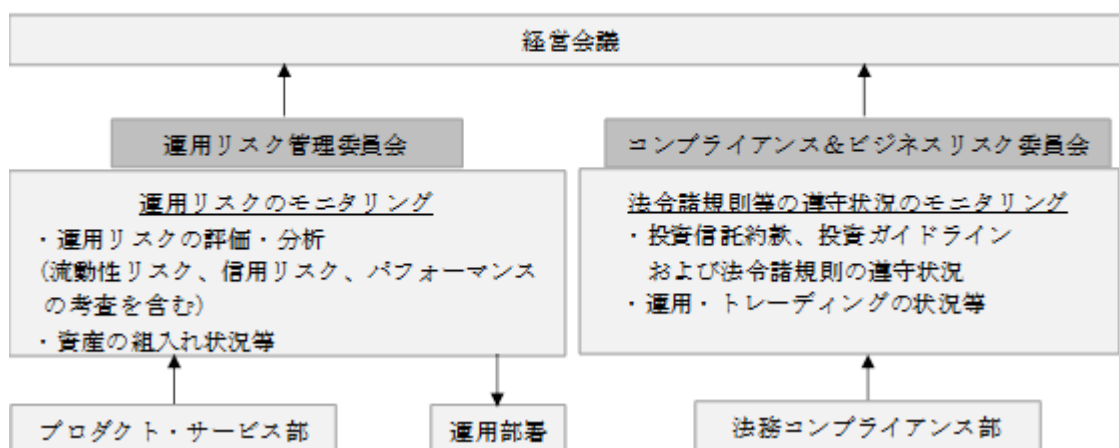 経営会議
運用リスク管理委員会
運用リスクのモニタリング
・運用リスクの評価・分析
(流動性リスク、信用リスク、パフォーマンス
の考査を含む)
・資産の組入れ状況等
コンプライアンス&ビジネスリスク委員会
法令諸規則等の遵守状況のモニタリング
・投資信託約款、投資ガイドライン
および法令諸規則の遵守状況
・運用・トレーディングの状況等
プロダクト・サービス部
運用部署
法務コンプライアンス部